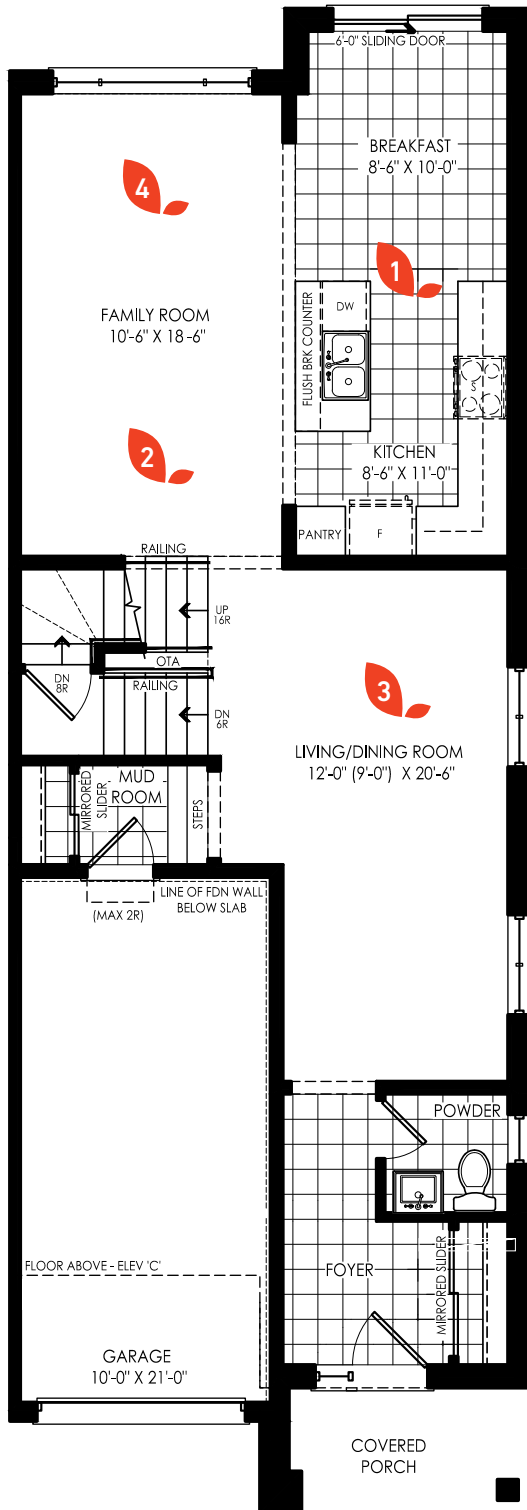 6'-0" SLIDING DOOR
BREAKFAST
8'-6" X 10'-0"
4
1
FAMILY ROOM
10'-6" X 18 -6"
FLUSH BRK COUNTER
DW
S
2
KITCHEN
8'-6" X 11'-0"
PANTRY
F
RAILING
UP
16R
OTA
RAILING
DN
8R
DN
6R
3
LIVING/DINING ROOM
12'-0" (9'-0") X 20'-6"
MUD
ROOM
MIRRORED
SLIDER
STEPS
(MAX 2R)
LINE OF FDN WALL
BELOW SLAB
POWDER
FOYER
MIRRORED SLIDER
FLOOR ABOVE - ELEV 'C'
GARAGE
10'-0" X 21'-0"
COVERED
PORCH